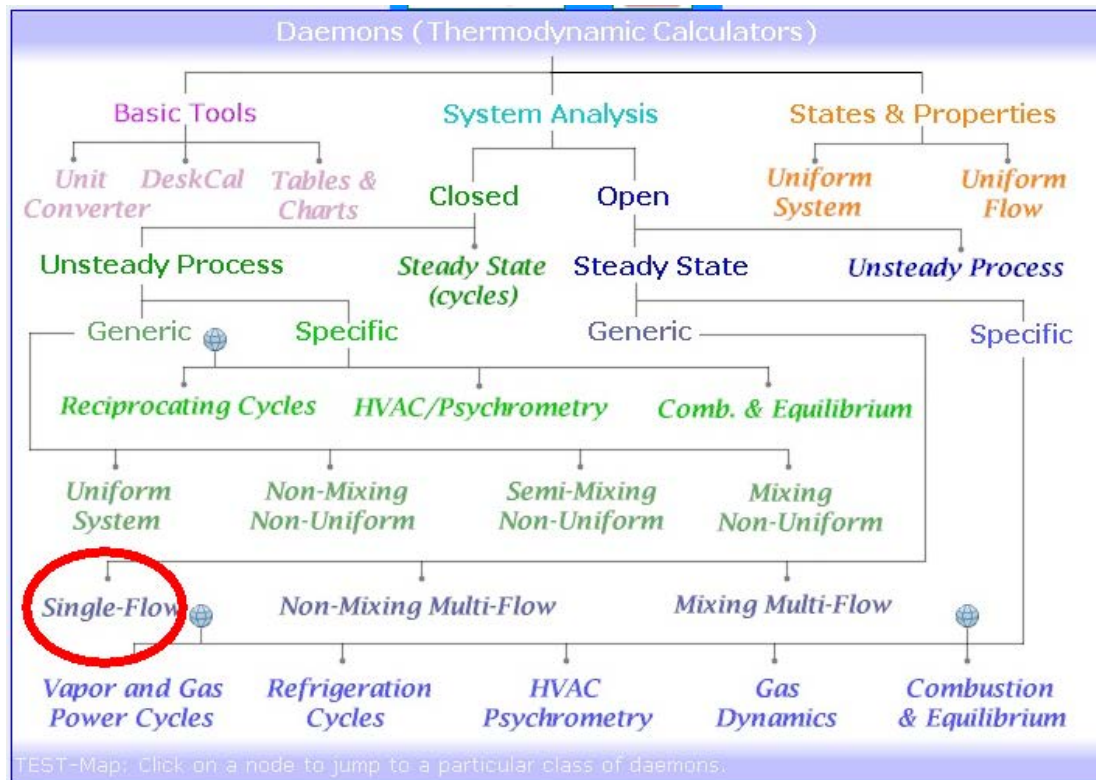 Daemons (Thermodynamic Calculators)
Basic Tools
System Analysis
States & Properties
Unit
Converter
DeskCal
Tables &
Charts
Closed
Open
Uniform
System
Uniform
Flow
Unsteady Process
Steady State
(cycles)
Steady State
Unsteady Process
Generic
Specific
Generic
Specific
Reciprocating Cycles
HVAC/Psychrometry
Comb. & Equilibrium
Uniform
System
Non-Mixing
Non-Uniform
Semi-Mixing
Non-Uniform
Mixing
Non-Uniform
Single-Flow
Non-Mixing Multi-Flow
Mixing Multi-Flow
Vapor and Gas
Power Cycles
Refrigeration
Cycles
HVAC
Psychrometry
Gas
Dynamics
Combustion
& Equilibrium
TEST-Map: Click on a node to jump to a particular class of daemons.